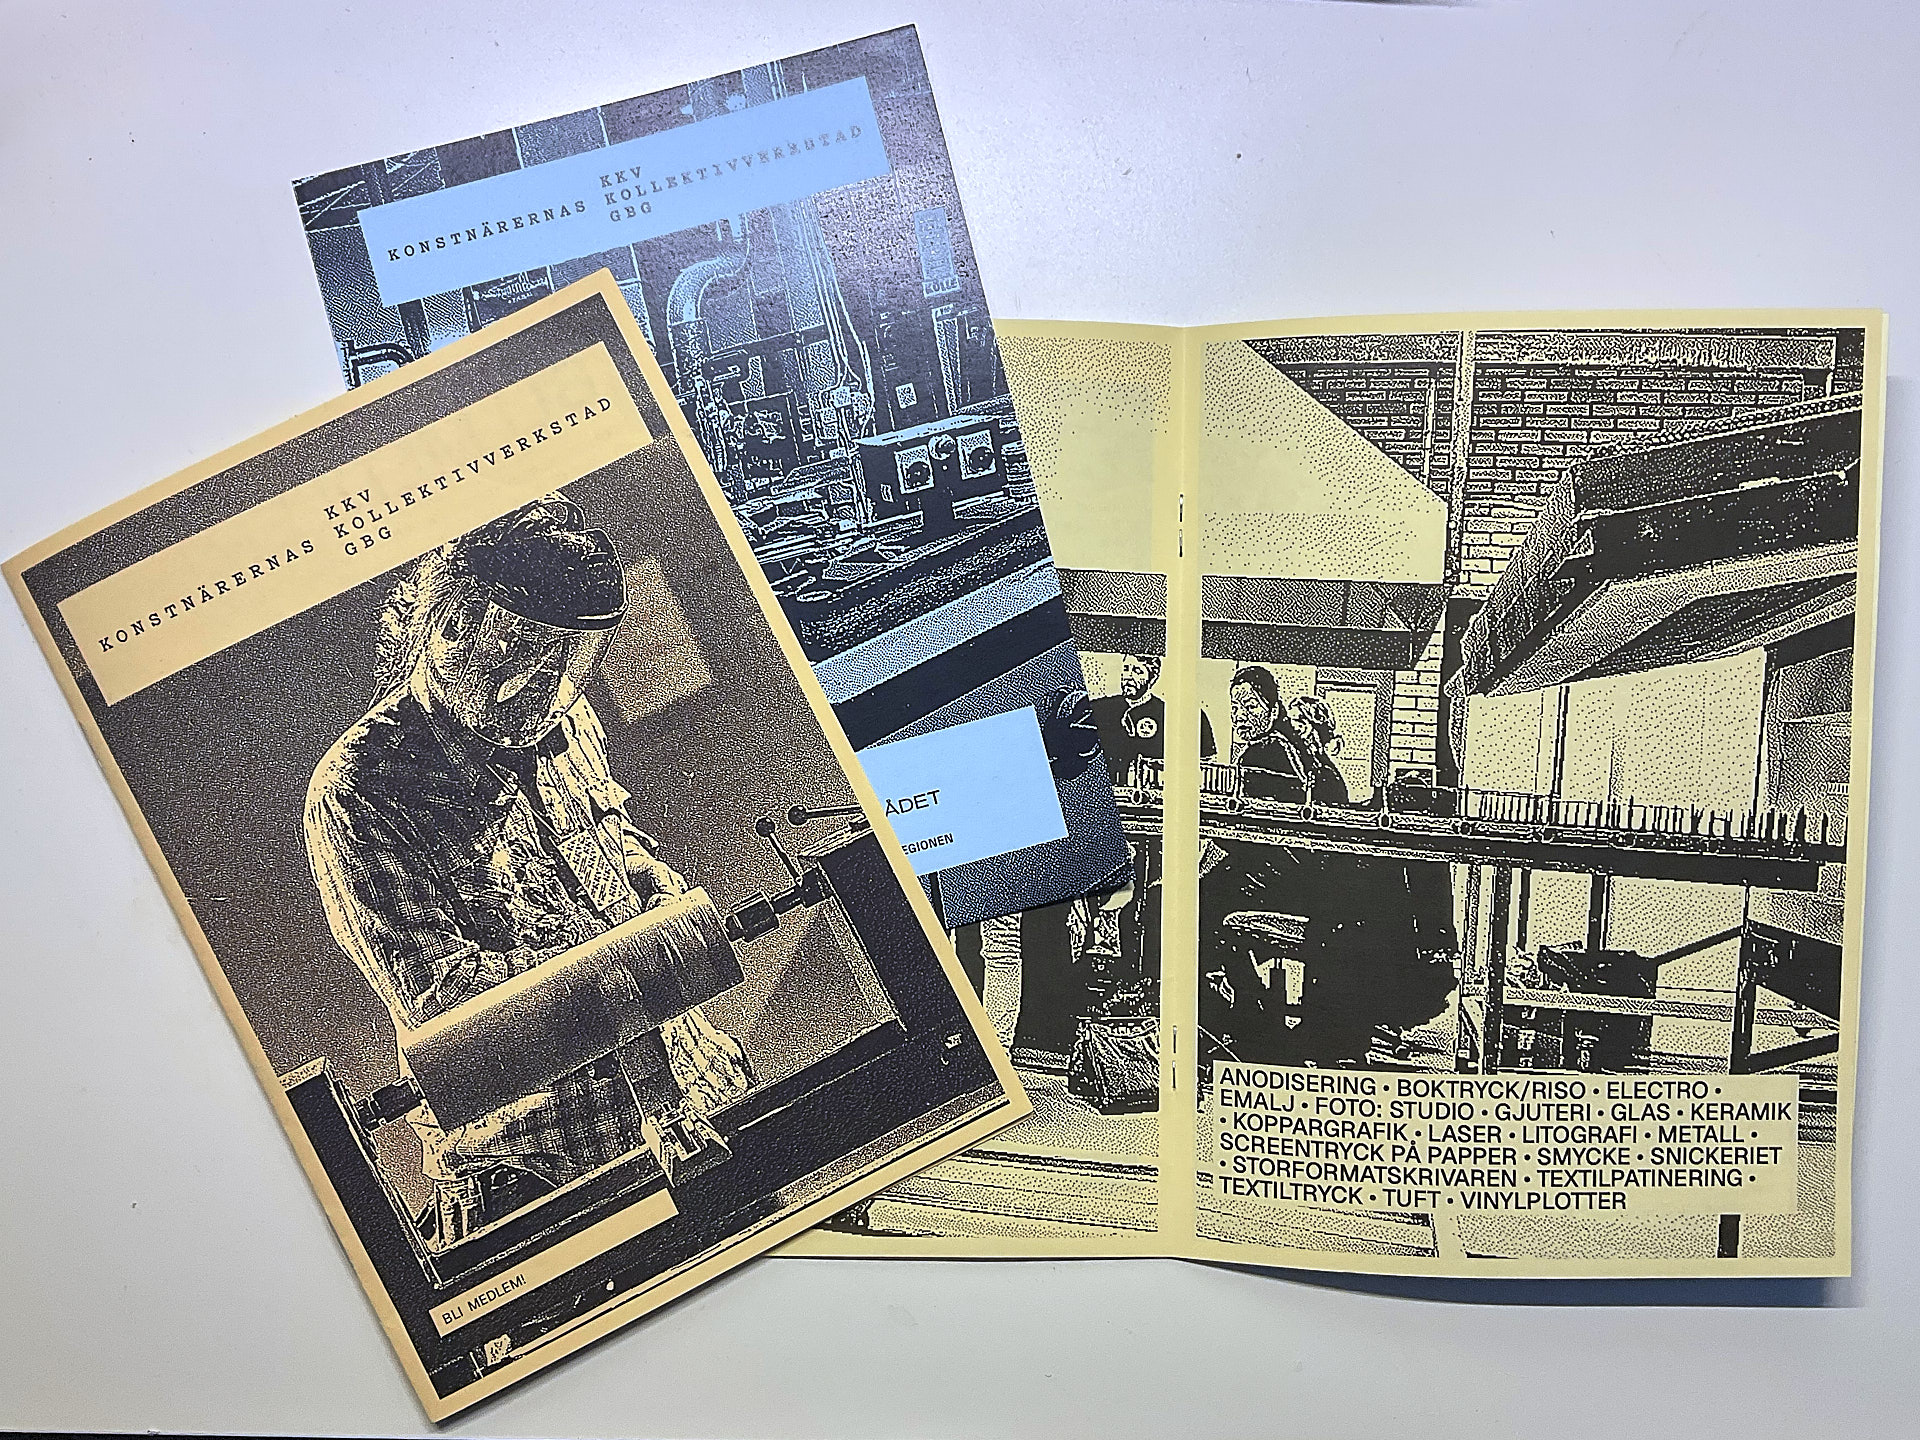 KKV
KONSTNÄRERNAS KOLLEKTIVVERKSTAD
GBG
KKV
KONSTNÄRERNAS KOLLEKTIVVERKSTAD
GBG
BLI MEDLEM!
ÅDET
EGIONEN
ANODISERING • BOKTRYCK/RISO • ELECTRO •
EMALJ • FOTO: STUDIO • GJUTERI • GLAS • KERAMIK
• KOPPARGRAFIK • LASER • LITOGRAFI • METALL •
SCREENTRYCK PÅ PAPPER • SMYCKE • SNICKERIET
• STORFORMATSKRIVAREN • TEXTILPATINERING •
TEXTILTRYCK • TUFT • VINYLPLOTTER